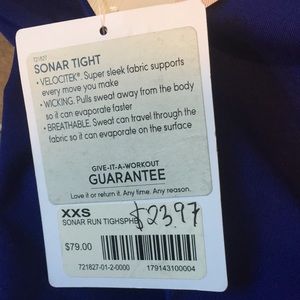 721827
SONAR TIGHT
• VELOCITEK®. Super sleek fabric supports
every move you make
• WICKING. Pulls sweat away from the body
so it can evaporate faster
• BREATHABLE. Sweat can travel through the
fabric so it can evaporate on the surface
GIVE-IT-A-WORKOUT
GUARANTEE
Love it or return it. Any time. Any reason.
XXS
$23.97
SONAR RUN TIGHSPHB
$79.00
721827-01-2-0000 179143100004